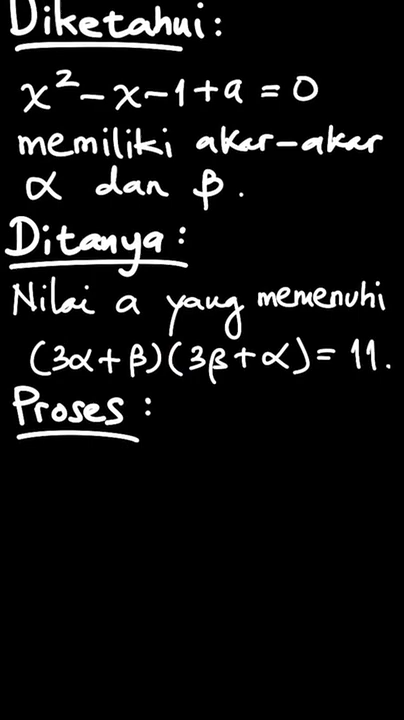 Diketahui:
x² - x - 1 + a = 0
memiliki akar-akar
α dan β.
Ditanya:
Nilai a yang memenuhi
(3α + β)(3β + α) = 11.
Proses: